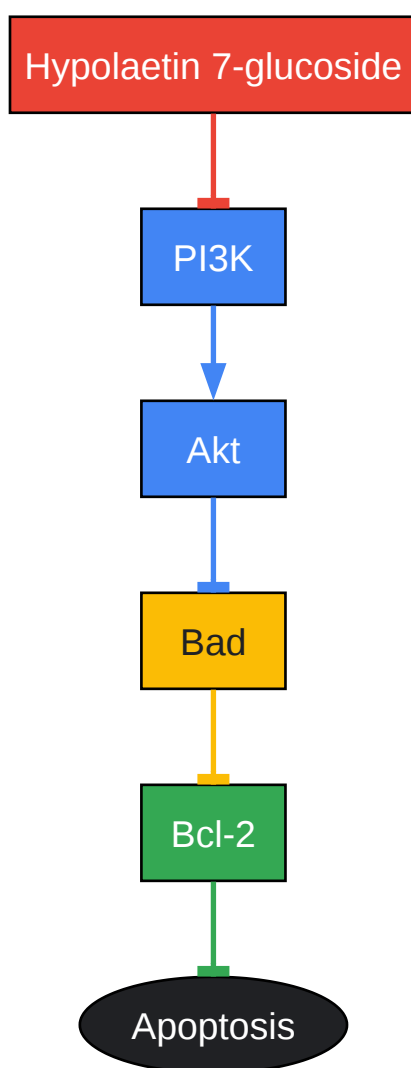 Hypolaetin 7-glucoside
PI3K
Akt
Bad
Bcl-2
Apoptosis